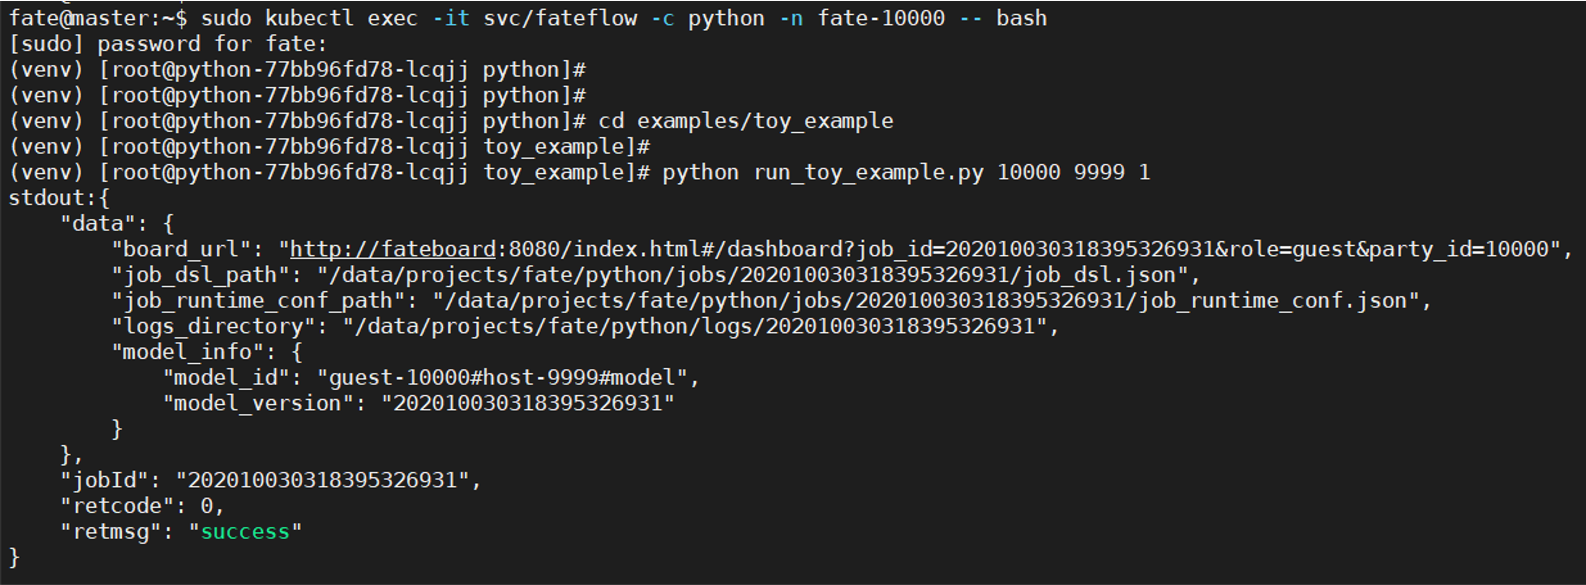 fate@master:~$ sudo kubectl exec -it svc/fateflow -c python -n fate-10000 -- bash
[sudo] password for fate:
(venv) [root@python-77bb96fd78-lcqjj python]#
(venv) [root@python-77bb96fd78-lcqjj python]#
(venv) [root@python-77bb96fd78-lcqjj python]# cd examples/toy_example
(venv) [root@python-77bb96fd78-lcqjj toy_example]#
(venv) [root@python-77bb96fd78-lcqjj toy_example]# python run_toy_example.py 10000 9999 1
stdout:{
    "data": {
        "board_url": "http://fateboard:8080/index.html#/dashboard?job_id=202010030318395326931&role=guest&party_id=10000",
        "job_dsl_path": "/data/projects/fate/python/jobs/202010030318395326931/job_dsl.json",
        "job_runtime_conf_path": "/data/projects/fate/python/jobs/202010030318395326931/job_runtime_conf.json",
        "logs_directory": "/data/projects/fate/python/logs/202010030318395326931",
        "model_info": {
            "model_id": "guest-10000#host-9999#model",
            "model_version": "202010030318395326931"
        }
    },
    "jobId": "202010030318395326931",
    "retcode": 0,
    "retmsg": "success"
}